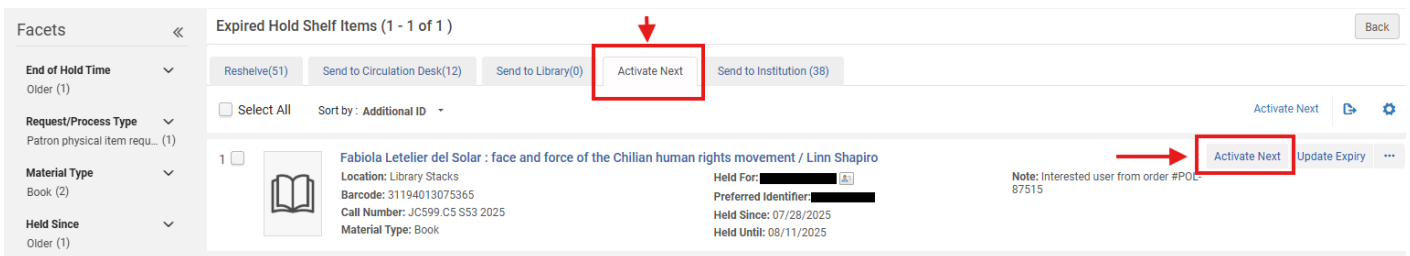 Facets
«
End of Hold Time
Older (1)
Request/Process Type
Patron physical item requ... (1)
Material Type
Book (2)
Held Since
Older (1)
Expired Hold Shelf Items (1 - 1 of 1 )
Back
Reshelve(51) Send to Circulation Desk(12) Send to Library(0) Activate Next Send to Institution (38)
Select All Sort by : Additional ID
Activate Next
1
Fabiola Letelier del Solar : face and force of the Chilian human rights movement / Linn Shapiro
Location: Library Stacks
Barcode: 31194013075365
Call Number: JC599.C5 S53 2025
Material Type: Book
Held For:
Preferred Identifier:
Held Since: 07/28/2025
Held Until: 08/11/2025
Note: Interested user from order #POL-
87515
Activate Next Update Expiry ...